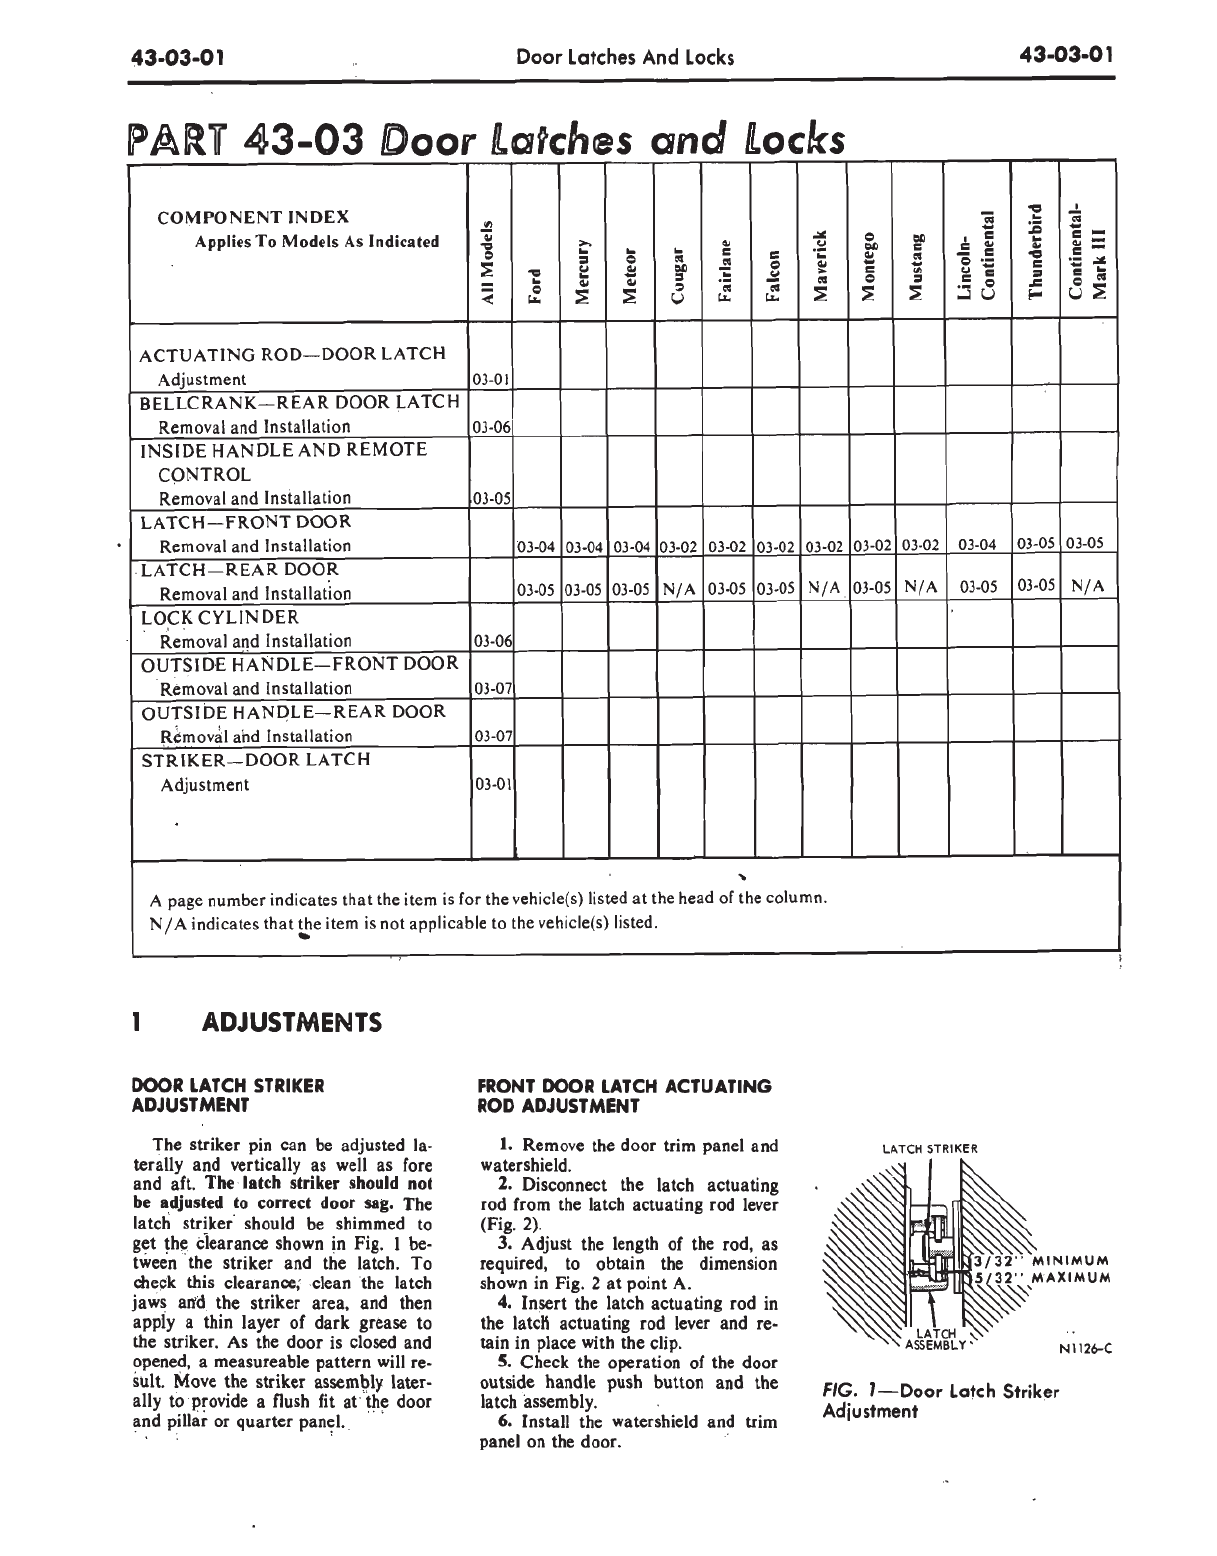 43-03-01 Door Latches And Locks 43-03-01
PART 43-03 Door Latches and Locks
COMPONENT INDEX
Applies To Models As Indicated
All Models
Ford
Mercury
Meteor
Cougar
Fairlane
Falcon
Maverick
Montego
Mustang
Lincoln-
Continental
Thunderbird
Continental-
Mark III
ACTUATING ROD—DOOR LATCH
Adjustment 03-01
BELLCRANK—REAR DOOR LATCH
Removal and Installation 03-06
INSIDE HANDLE AND REMOTE
CONTROL
Removal and Installation 03-05
LATCH—FRONT DOOR
Removal and Installation 03-04 03-04 03-04 03-02 03-02 03-02 03-02 03-02 03-02 03-04 03-05 03-05
LATCH—REAR DOOR
Removal and Installation 03-05 03-05 03-05 N/A 03-05 03-05 N/A 03-05 N/A 03-05 03-05 N/A
LOCK CYLINDER
Removal and Installation 03-06
OUTSIDE HANDLE—FRONT DOOR
Removal and Installation 03-07
OUTSIDE HANDLE—REAR DOOR
Removal and Installation 03-07
STRIKER—DOOR LATCH
Adjustment 03-01
A page number indicates that the item is for the vehicle(s) listed at the head of the column.
N/A indicates that the item is not applicable to the vehicle(s) listed.
1 ADJUSTMENTS
DOOR LATCH STRIKER
ADJUSTMENT
The striker pin can be adjusted la-
terally and vertically as well as fore
and aft. The latch striker should not
be adjusted to correct door sag. The
latch striker should be shimmed to
get the clearance shown in Fig. 1 be-
tween the striker and the latch. To
check this clearance, clean the latch
jaws and the striker area, and then
apply a thin layer of dark grease to
the striker. As the door is closed and
opened, a measureable pattern will re-
sult. Move the striker assembly later-
ally to provide a flush fit at the door
and pillar or quarter panel.
FRONT DOOR LATCH ACTUATING
ROD ADJUSTMENT
1. Remove the door trim panel and
watershield.
2. Disconnect the latch actuating
rod from the latch actuating rod lever
(Fig. 2).
3. Adjust the length of the rod, as
required, to obtain the dimension
shown in Fig. 2 at point A.
4. Insert the latch actuating rod in
the latch actuating rod lever and re-
tain in place with the clip.
5. Check the operation of the door
outside handle push button and the
latch assembly.
6. Install the watershield and trim
panel on the door.
LATCH STRIKER
3/32'' MINIMUM
5/32'' MAXIMUM
LATCH
ASSEMBLY
N1126-C
FIG. 1—Door Latch Striker
Adjustment